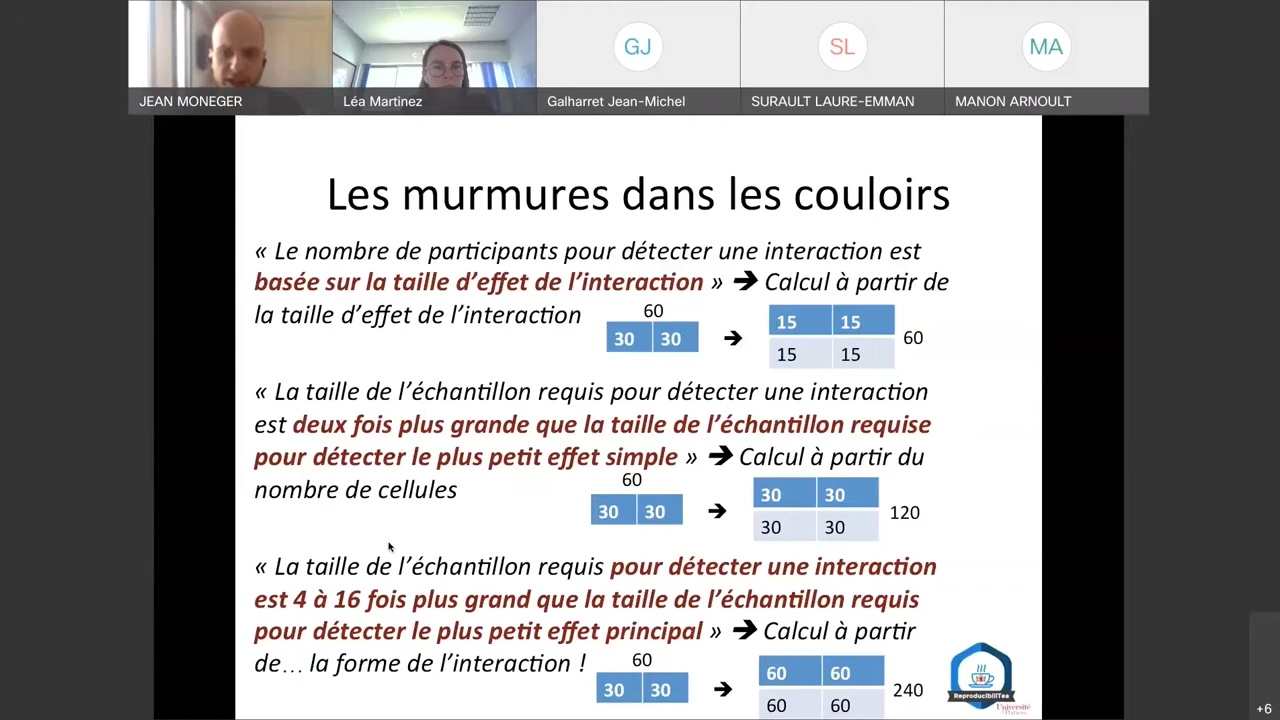 GJ
SL
MA
JEAN MONEGER
Léa Martinez
Galharret Jean-Michel
SURAULT LAURE-EMMAN
MANON ARNOULT
Les murmures dans les couloirs
« Le nombre de participants pour détecter une interaction est
basée sur la taille d’effet de l’interaction » ➔ Calcul à partir de
la taille d’effet de l’interaction
60
30 30 ➔ 15 15
15 15
60
« La taille de l’échantillon requis pour détecter une interaction
est deux fois plus grande que la taille de l’échantillon requise
pour détecter le plus petit effet simple » ➔ Calcul à partir du
nombre de cellules
60
30 30 ➔ 30 30
30 30
120
« La taille de l’échantillon requis pour détecter une interaction
est 4 à 16 fois plus grand que la taille de l’échantillon requis
pour détecter le plus petit effet principal » ➔ Calcul à partir
de… la forme de l’interaction !
60
30 30 ➔ 60 60
60 60
240
ReproducibiliTea
Université
+6